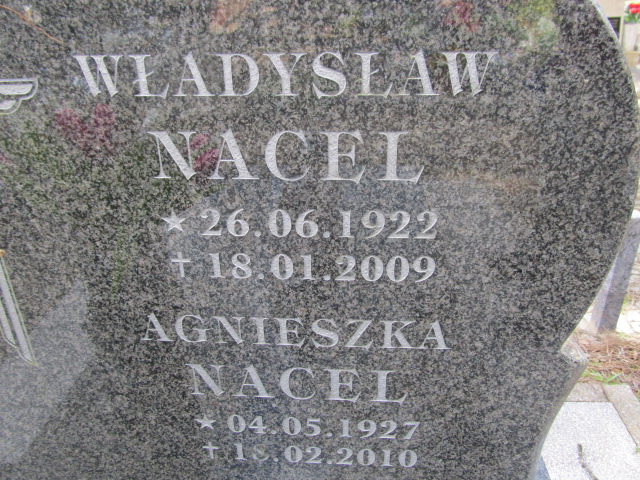 WŁADYSŁAW
NACEL
★ 26.06.1922
† 18.01.2009
AGNIESZKA
NACEL
★ 04.05.1927
† 18.02.2010